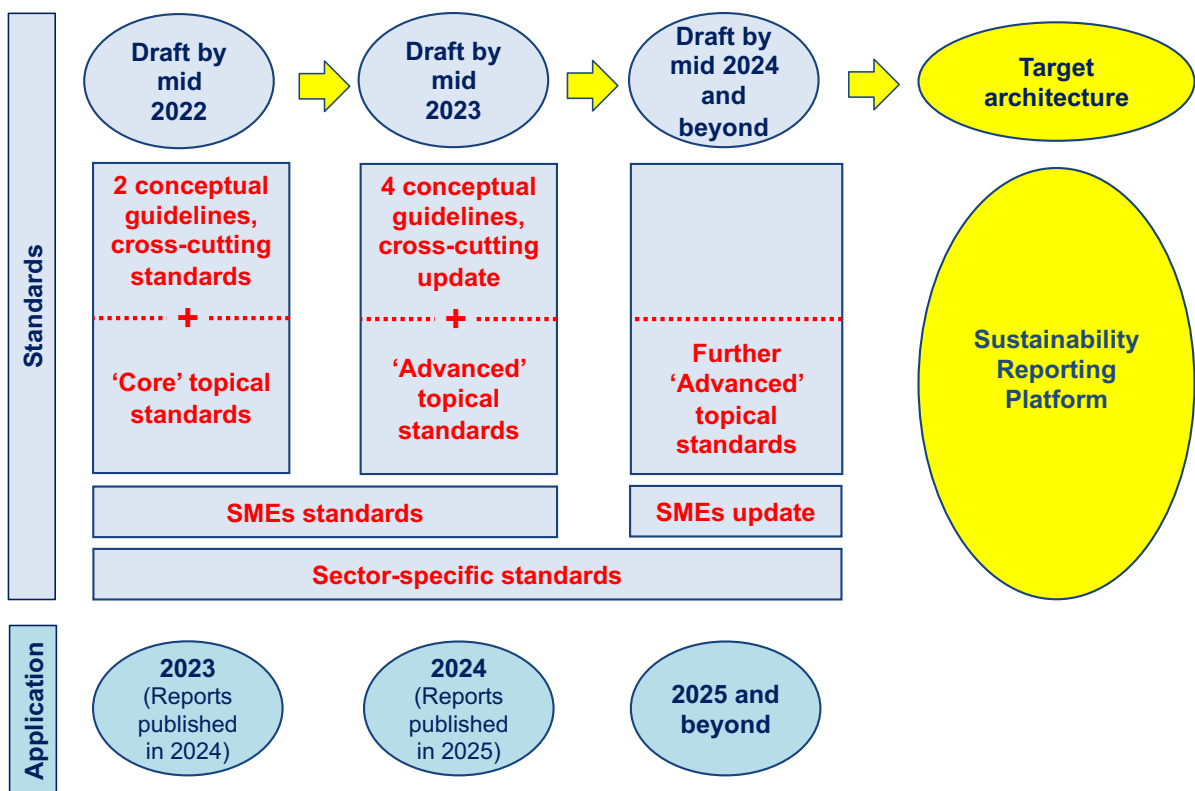 Standards
Draft by
mid
2022
Draft by
mid
2023
Draft by
mid 2024
and
beyond
Target
architecture
2 conceptual
guidelines,
cross-cutting
standards
+
‘Core’ topical
standards
4 conceptual
guidelines,
cross-cutting
update
+
‘Advanced’
topical
standards
Further
‘Advanced’
topical
standards
Sustainability
Reporting
Platform
SMEs standards
SMEs update
Sector-specific standards
Application
2023
(Reports
published
in 2024)
2024
(Reports
published
in 2025)
2025 and
beyond